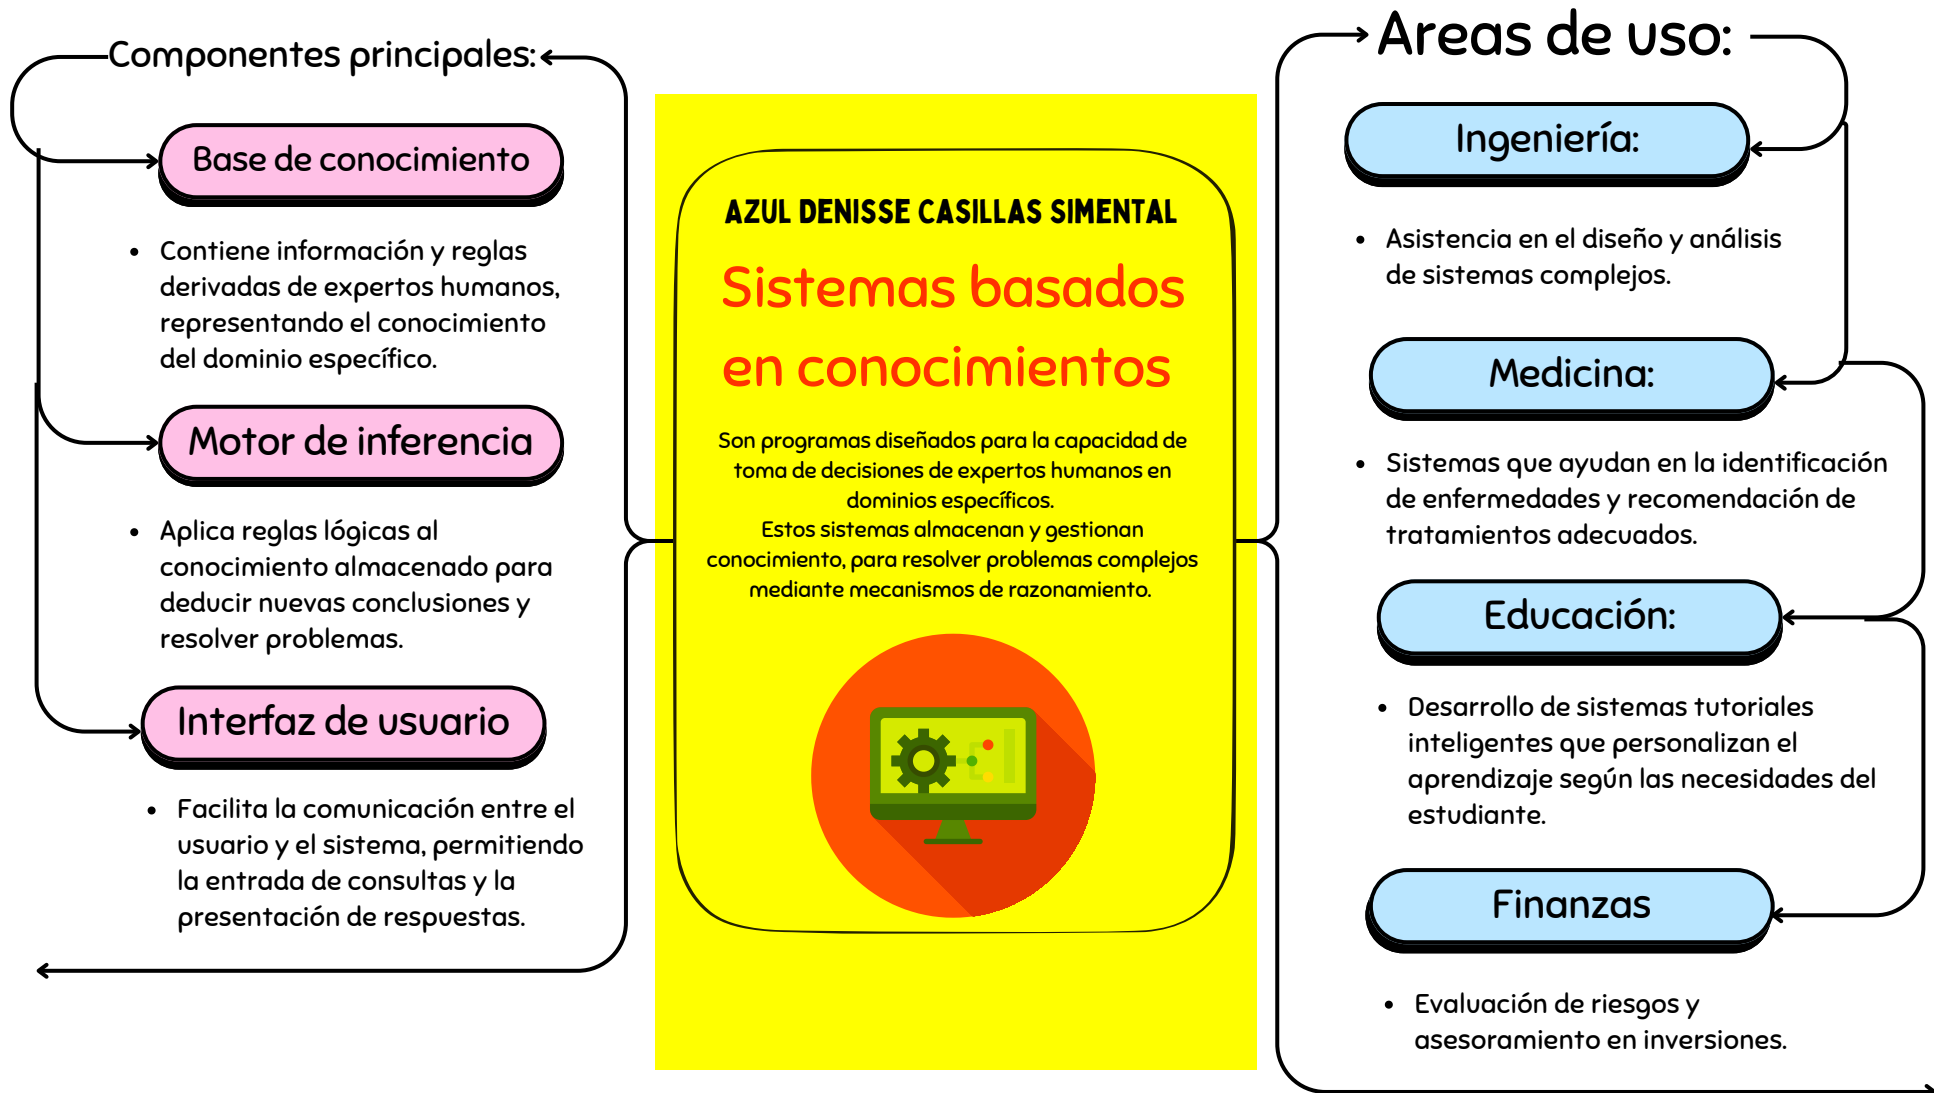 Componentes principales:
Base de conocimiento
• Contiene información y reglas
derivadas de expertos humanos,
representando el conocimiento
del dominio específico.
Motor de inferencia
• Aplica reglas lógicas al
conocimiento almacenado para
deducir nuevas conclusiones y
resolver problemas.
Interfaz de usuario
• Facilita la comunicación entre el
usuario y el sistema, permitiendo
la entrada de consultas y la
presentación de respuestas.
AZUL DENISSE CASILLAS SIMENTAL
Sistemas basados
en conocimientos
Son programas diseñados para la capacidad de
toma de decisiones de expertos humanos en
dominios específicos.
Estos sistemas almacenan y gestionan
conocimiento, para resolver problemas complejos
mediante mecanismos de razonamiento.
Areas de uso:
Ingeniería:
• Asistencia en el diseño y análisis
de sistemas complejos.
Medicina:
• Sistemas que ayudan en la identificación
de enfermedades y recomendación de
tratamientos adecuados.
Educación:
• Desarrollo de sistemas tutoriales
inteligentes que personalizan el
aprendizaje según las necesidades del
estudiante.
Finanzas
• Evaluación de riesgos y
asesoramiento en inversiones.